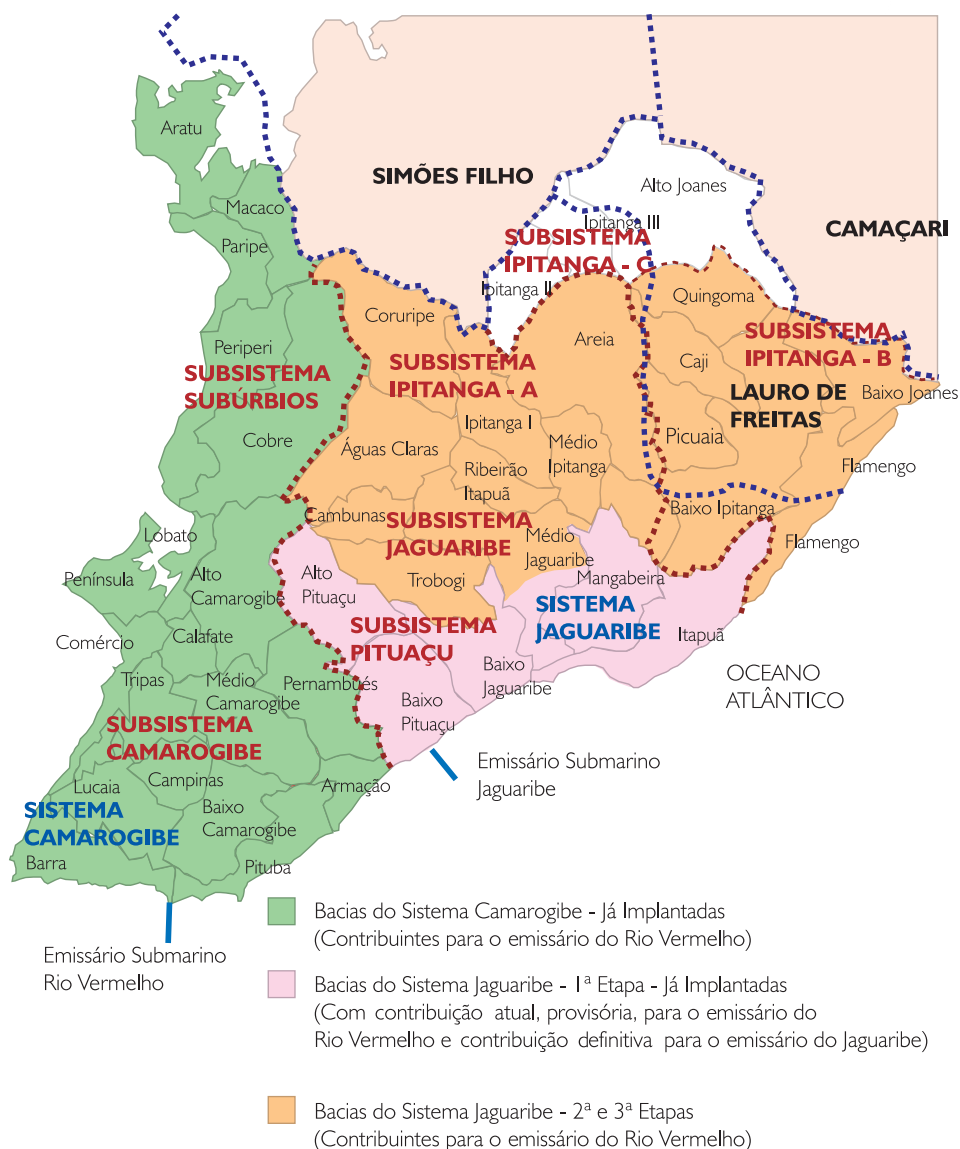 Aratu
SIMÕES FILHO
Alto Joanes
Macaco
Ipitanga III
CAMAÇARI
Paripe
SUBSISTEMA
IPITANGA - C
Ipitanga II
Quingoma
Coruripe
Periperi
Areia
SUBSISTEMA
IPITANGA - B
SUBSISTEMA
SUBÚRBIOS
SUBSISTEMA
IPITANGA - A
Caji
LAURO DE
FREITAS
Baixo Joanes
Ipitanga I
Cobre
Águas Claras
Médio
Ipitanga
Picuaia
Ribeirão
Itapuã
Flamengo
Baixo Ipitanga
Cambunas
SUBSISTEMA
JAGUARIBE
Lobato
Médio
Jaguaribe
Flamengo
Península
Alto
Camarogibe
Alto
Pituaçu
Trobogi
Mangabeira
SISTEMA
JAGUARIBE
Comércio
Calafate
SUBSISTEMA
PITUAÇU
Itapuã
Tripas
Médio
Camarogibe
Pernambués
Baixo
Jaguaribe
OCEANO
ATLÂNTICO
Baixo
Pituaçu
SUBSISTEMA
CAMAROGIBE
Emissário Submarino
Jaguaribe
Lucaia
Campinas
Armação
SISTEMA
CAMAROGIBE
Baixo
Camarogibe
Barra
Pituba
Emissário Submarino
Rio Vermelho
Bacias do Sistema Camarogibe - Já Implantadas
(Contribuintes para o emissário do Rio Vermelho)
Bacias do Sistema Jaguaribe - 1ª Etapa - Já Implantadas
(Com contribuição atual, provisória, para o emissário do
Rio Vermelho e contribuição definitiva para o emissário do Jaguaribe)
Bacias do Sistema Jaguaribe - 2ª e 3ª Etapas
(Contribuintes para o emissário do Rio Vermelho)